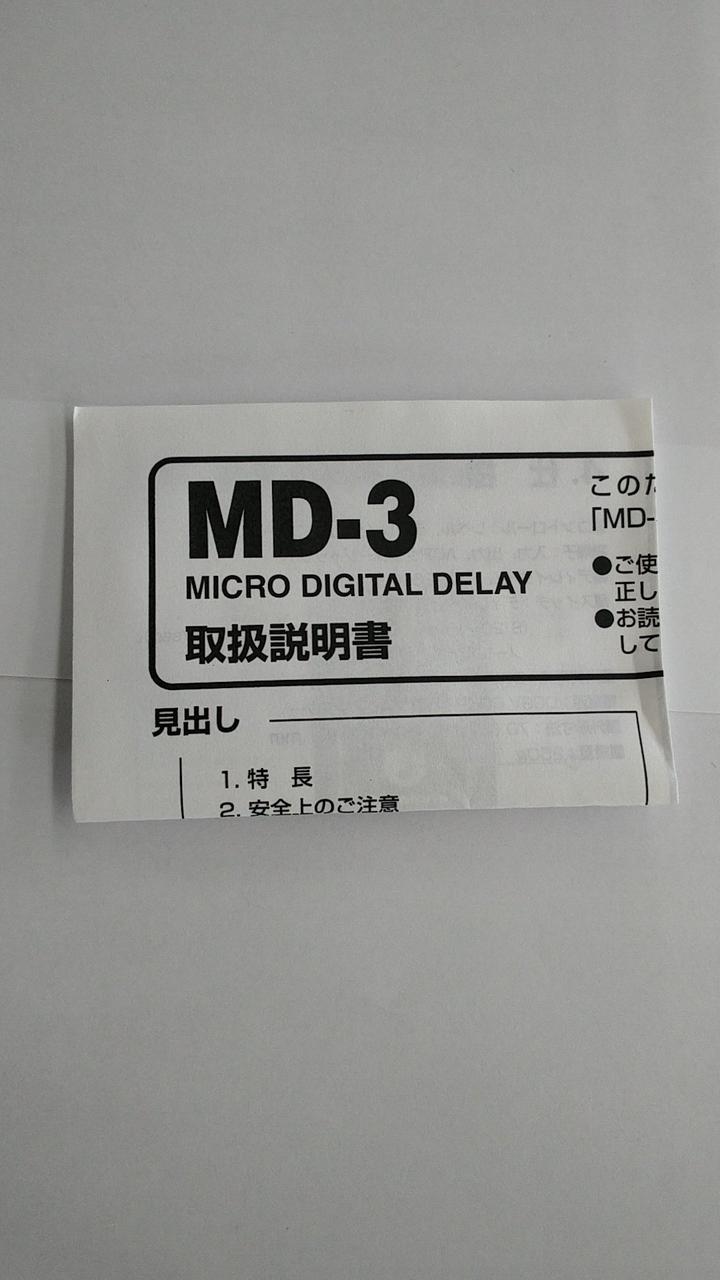 MD-3
MICRO DIGITAL DELAY
取扱説明書
この
「MD-
●ご使
正し
●お読
して
見出し
1. 特 長
2. 安全上のご注意